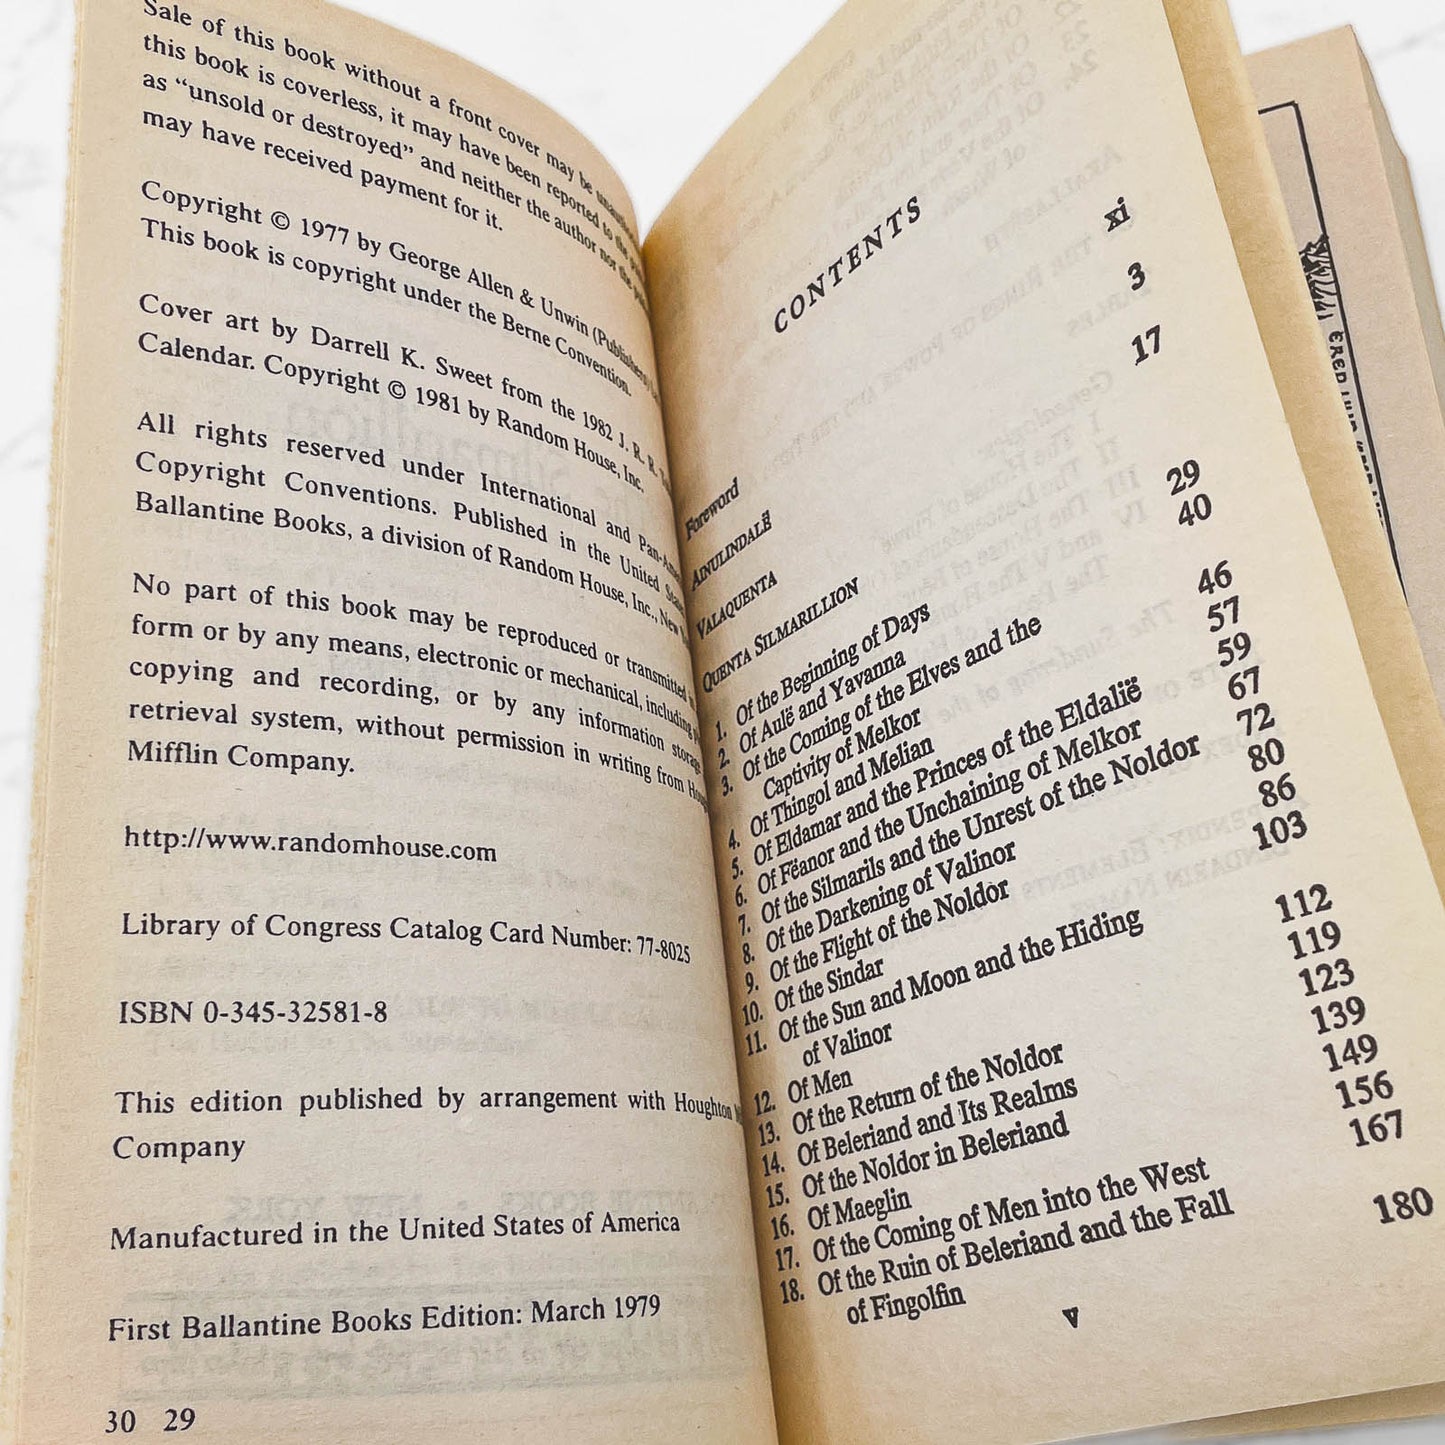 Sale of this book without a front cover may be
this book is coverless, it may have been reported to the
as “unsold or destroyed” and neither the author nor the
may have received payment for it.
Copyright © 1977 by George Allen & Unwin (Publishers)
This book is copyright under the Berne Convention.
Cover art by Darrell K. Sweet from the 1982 J. R. R.
Calendar. Copyright © 1981 by Random House, Inc.
All rights reserved under International and
Copyright Conventions. Published in the United
Ballantine Books, a division of Random House, Inc., New
No part of this book may be reproduced or transmitted
form or by any means, electronic or mechanical, including
copying and recording, or by any information storage
retrieval system, without permission in writing from
Mifflin Company.
http://www.randomhouse.com
Library of Congress Catalog Card Number: 77-8025
ISBN 0-345-32581-8
This edition published by arrangement with Houghton
Company
Manufactured in the United States of America
First Ballantine Books Edition: March 1979
30 29
CONTENTS
Foreword xi
AINULINDALË 3
VALAQUENTA 17
QUENTA SILMARILLION
1. Of the Beginning of Days 29
2. Of Aulë and Yavanna 40
3. Of the Coming of the Elves and the
Captivity of Melkor 46
4. Of Thingol and Melian 57
5. Of Eldamar and the Princes of the Eldalië 59
6. Of Fëanor and the Unchaining of Melkor 67
7. Of the Silmarils and the Unrest of the Noldor 72
8. Of the Darkening of Valinor 80
9. Of the Flight of the Noldor 86
10. Of the Sindar 103
11. Of the Sun and Moon and the Hiding
of Valinor 112
12. Of Men 119
13. Of the Return of the Noldor 123
14. Of Beleriand and Its Realms 139
15. Of the Noldor in Beleriand 149
16. Of Maeglin 156
17. Of the Coming of Men into the West 167
18. Of the Ruin of Beleriand and the Fall
of Fingolfin 180
v